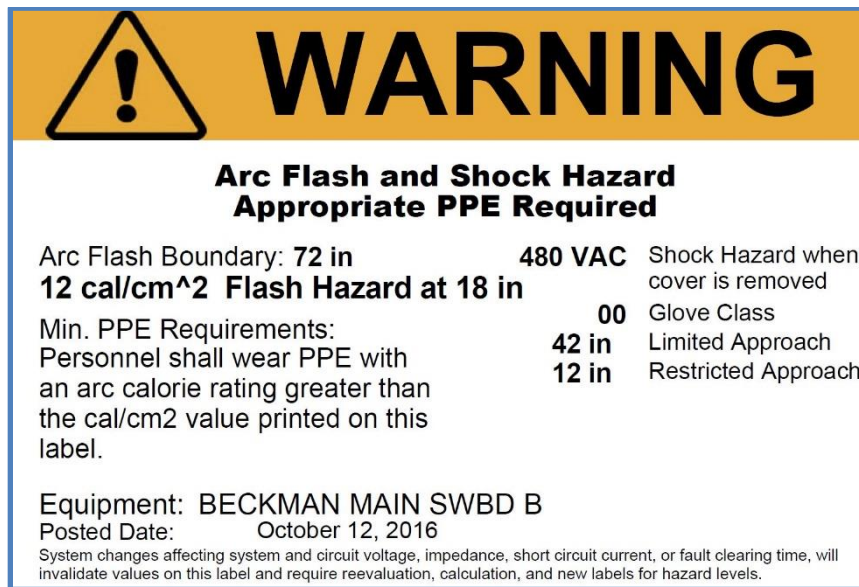 WARNING
Arc Flash and Shock Hazard
Appropriate PPE Required
Arc Flash Boundary: 72 in
12 cal/cm^2 Flash Hazard at 18 in
Min. PPE Requirements:
Personnel shall wear PPE with
an arc calorie rating greater than
the cal/cm2 value printed on this
label.
480 VAC Shock Hazard when
cover is removed
00 Glove Class
42 in Limited Approach
12 in Restricted Approach
Equipment: BECKMAN MAIN SWBD B
Posted Date: October 12, 2016
System changes affecting system and circuit voltage, impedance, short circuit current, or fault clearing time, will
invalidate values on this label and require reevaluation, calculation, and new labels for hazard levels.